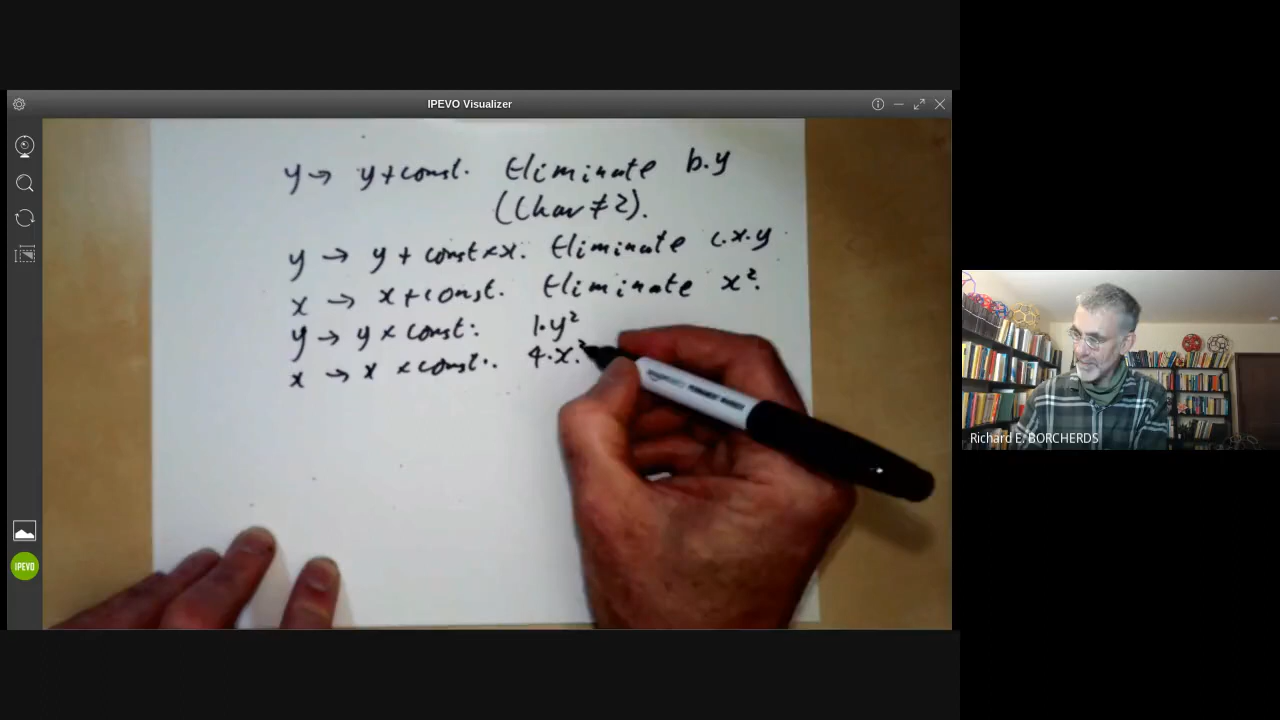 IPEVO Visualizer
y → y + const. Eliminate b.y
(Char ≠ 2).
y → y + const × x. Eliminate c.x.y
x → x + const. Eliminate x².
y → y × const: 1.y²
x → x × const. 4.x³
IPEVO
Richard E. BORCHERDS